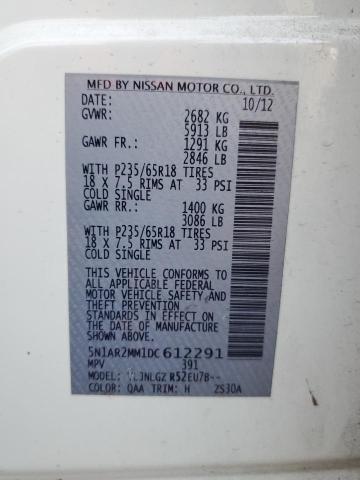 MFD BY NISSAN MOTOR CO., LTD.
DATE: 10/12
GVWR: 2682 KG
5913 LB
GAWR FR.: 1291 KG
2846 LB
WITH P235/65R18 TIRES
18 X 7.5 RIMS AT 33 PSI
COLD SINGLE
GAWR RR.: 1400 KG
3086 LB
WITH P235/65R18 TIRES
18 X 7.5 RIMS AT 33 PSI
COLD SINGLE
THIS VEHICLE CONFORMS TO
ALL APPLICABLE FEDERAL
MOTOR VEHICLE SAFETY AND
THEFT PREVENTION
STANDARDS IN EFFECT ON
THE DATE OF MANUFACTURE
SHOWN ABOVE.
5N1AR2MM1DC612291
MPV 391
MODEL: R52EU7B--
COLOR: QAA TRIM: H ZS30A